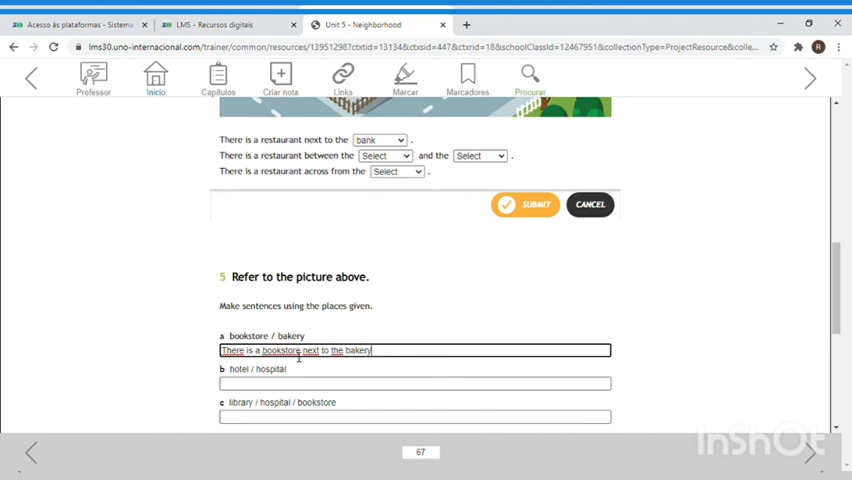 Acesso às plataformas - Sistema
LMS - Recursos digitais
Unit 5 - Neighborhood
lms30.uno-internacional.com/trainer/common/resources/13951298?ctxtid=13134&ctxsid=447&ctxrid=18&schoolClassId=12467951&collectionType=ProjectResource&colle...
R
Professor
Início
Capítulos
Criar nota
Links
Marcar
Marcadores
Procurar
There is a restaurant next to the bank .
There is a restaurant between the Select and the Select .
There is a restaurant across from the Select .
SUBMIT CANCEL
5 Refer to the picture above.
Make sentences using the places given.
a bookstore / bakery
There is a bookstore next to the bakery
b hotel / hospital
c library / hospital / bookstore
67
InShOt